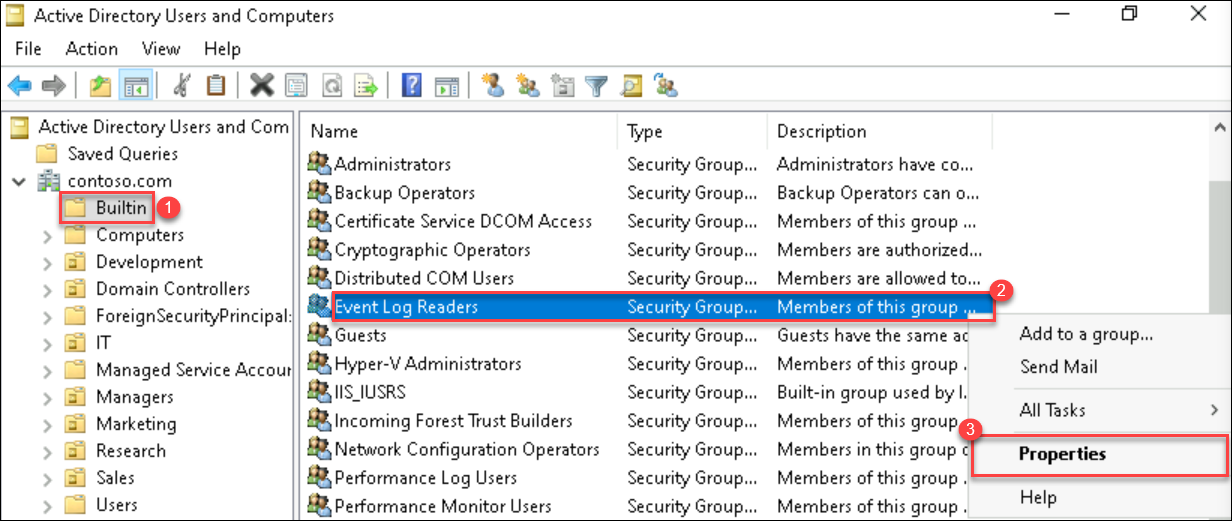 Active Directory Users and Computers
File Action View Help
Active Directory Users and Com
Saved Queries
contoso.com
Builtin 1
Computers
Development
Domain Controllers
ForeignSecurityPrincipal:
IT
Managed Service Accour
Managers
Marketing
Research
Sales
Users
Name Type Description
Administrators Security Group... Administrators have co...
Backup Operators Security Group... Backup Operators can o...
Certificate Service DCOM Access Security Group... Members of this group ...
Cryptographic Operators Security Group... Members are authorized...
Distributed COM Users Security Group... Members are allowed to...
Event Log Readers Security Group... Members of this group ... 2
Guests Security Group... Guests have the same ac
Hyper-V Administrators Security Group... Members of this group .
IIS_IUSRS Security Group... Built-in group used by I.
Incoming Forest Trust Builders Security Group... Members of this group .
Network Configuration Operators Security Group... Members in this group c
Performance Log Users Security Group... Members of this group .
Performance Monitor Users Security Group... Members of this group .
Add to a group...
Send Mail
All Tasks
3
Properties
Help